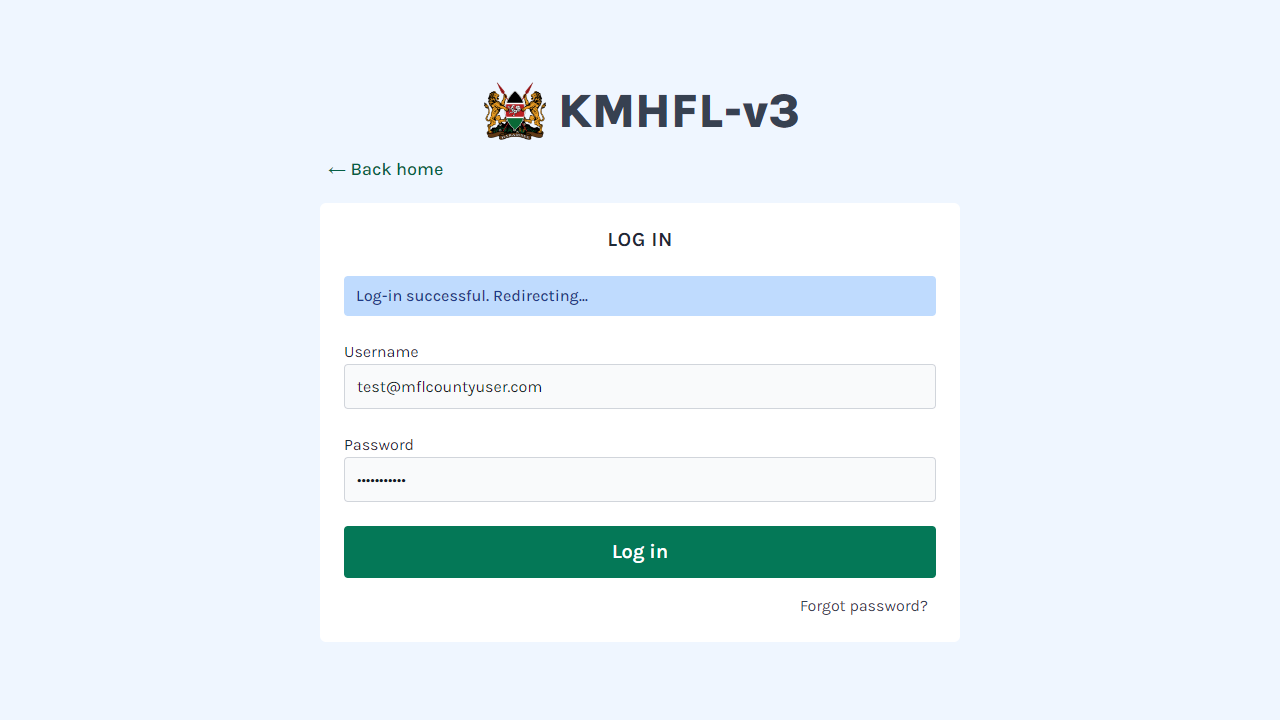 KMHFL-v3
← Back home
LOG IN
Log-in successful. Redirecting...
Username
test@mflcountyuser.com
Password
•••••••••••
Log in
Forgot password?